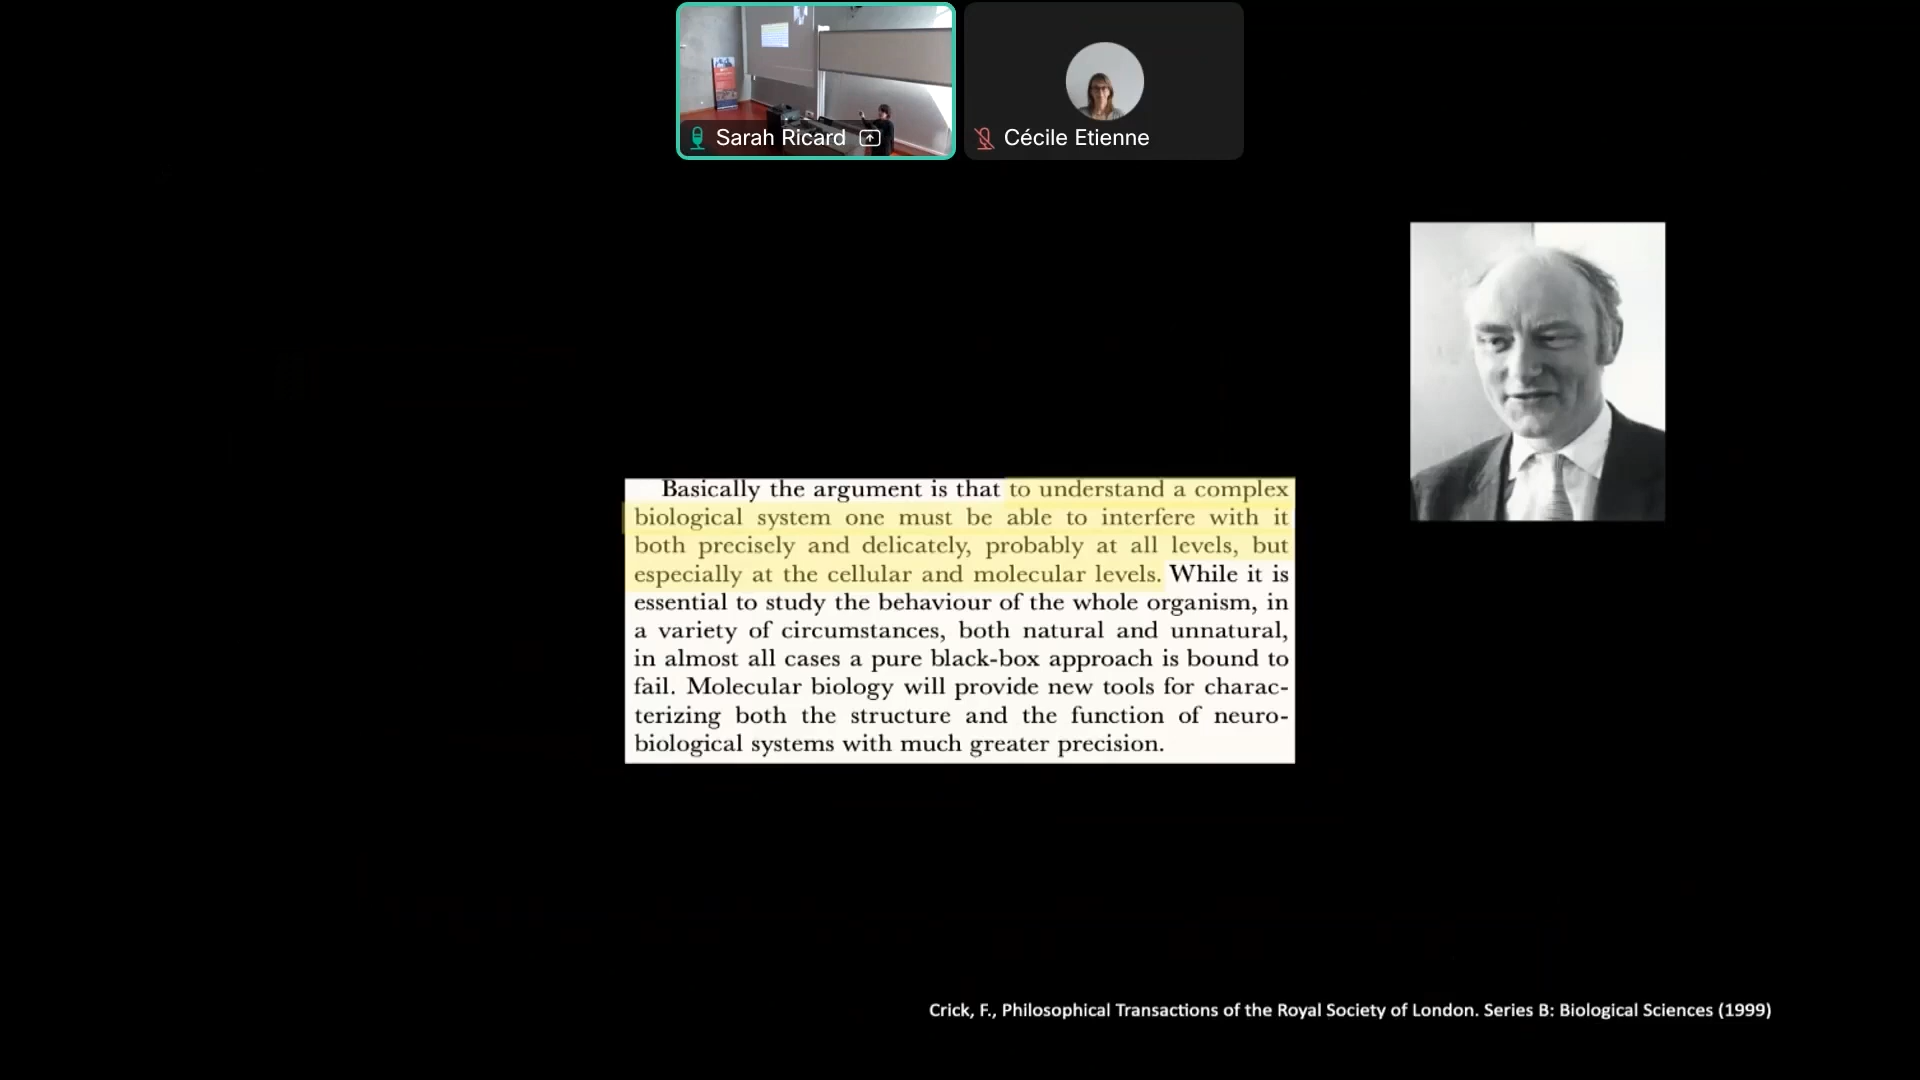 Sarah Ricard
Cécile Etienne
Basically the argument is that to understand a complex
biological system one must be able to interfere with it
both precisely and delicately, probably at all levels, but
especially at the cellular and molecular levels. While it is
essential to study the behaviour of the whole organism, in
a variety of circumstances, both natural and unnatural,
in almost all cases a pure black-box approach is bound to
fail. Molecular biology will provide new tools for charac-
terizing both the structure and the function of neuro-
biological systems with much greater precision.
Crick, F., Philosophical Transactions of the Royal Society of London. Series B: Biological Sciences (1999)